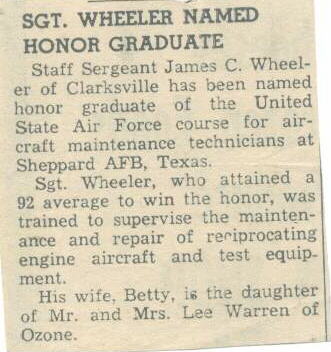 SGT. WHEELER NAMED
HONOR GRADUATE
Staff Sergeant James C. Wheel-
er of Clarksville has been named
honor graduate of the United
State Air Force course for air-
craft maintenance technicians at
Sheppard AFB, Texas.
Sgt. Wheeler, who attained a
92 average to win the honor, was
trained to supervise the mainten-
ance and repair of reciprocating
engine aircraft and test equip-
ment.
His wife, Betty, is the daughter
of Mr. and Mrs. Lee Warren of
Ozone.